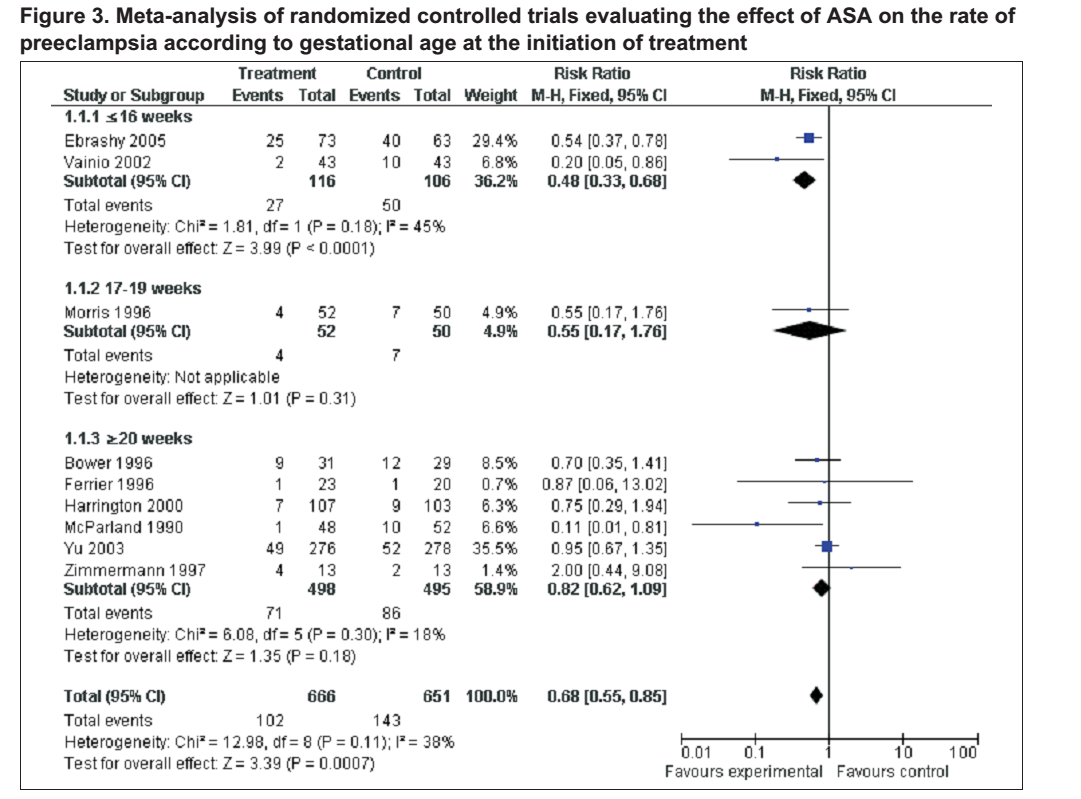 Figure 3. Meta-analysis of randomized controlled trials evaluating the effect of ASA on the rate of
preeclampsia according to gestational age at the initiation of treatment
Treatment Control Risk Ratio Risk Ratio
Study or Subgroup Events Total Events Total Weight M-H, Fixed, 95% CI M-H, Fixed, 95% CI
1.1.1 ≤16 weeks
Ebrashy 2005 25 73 40 63 29.4% 0.54 [0.37, 0.78]
Vainio 2002 2 43 10 43 6.8% 0.20 [0.05, 0.86]
Subtotal (95% CI) 116 106 36.2% 0.48 [0.33, 0.68]
Total events 27 50
Heterogeneity: Chi² = 1.81, df = 1 (P = 0.18); I² = 45%
Test for overall effect: Z = 3.99 (P < 0.0001)
1.1.2 17-19 weeks
Morris 1996 4 52 7 50 4.9% 0.55 [0.17, 1.76]
Subtotal (95% CI) 52 50 4.9% 0.55 [0.17, 1.76]
Total events 4 7
Heterogeneity: Not applicable
Test for overall effect: Z = 1.01 (P = 0.31)
1.1.3 ≥20 weeks
Bower 1996 9 31 12 29 8.5% 0.70 [0.35, 1.41]
Ferrier 1996 1 23 1 20 0.7% 0.87 [0.06, 13.02]
Harrington 2000 7 107 9 103 6.3% 0.75 [0.29, 1.94]
McParland 1990 1 48 10 52 6.6% 0.11 [0.01, 0.81]
Yu 2003 49 276 52 278 35.5% 0.95 [0.67, 1.35]
Zimmermann 1997 4 13 2 13 1.4% 2.00 [0.44, 9.08]
Subtotal (95% CI) 498 495 58.9% 0.82 [0.62, 1.09]
Total events 71 86
Heterogeneity: Chi² = 6.08, df = 5 (P = 0.30); I² = 18%
Test for overall effect: Z = 1.35 (P = 0.18)
Total (95% CI) 666 651 100.0% 0.68 [0.55, 0.85]
Total events 102 143
Heterogeneity: Chi² = 12.98, df = 8 (P = 0.11); I² = 38%
Test for overall effect: Z = 3.39 (P = 0.0007)
0.01 0.1 1 10 100
Favours experimental Favours control